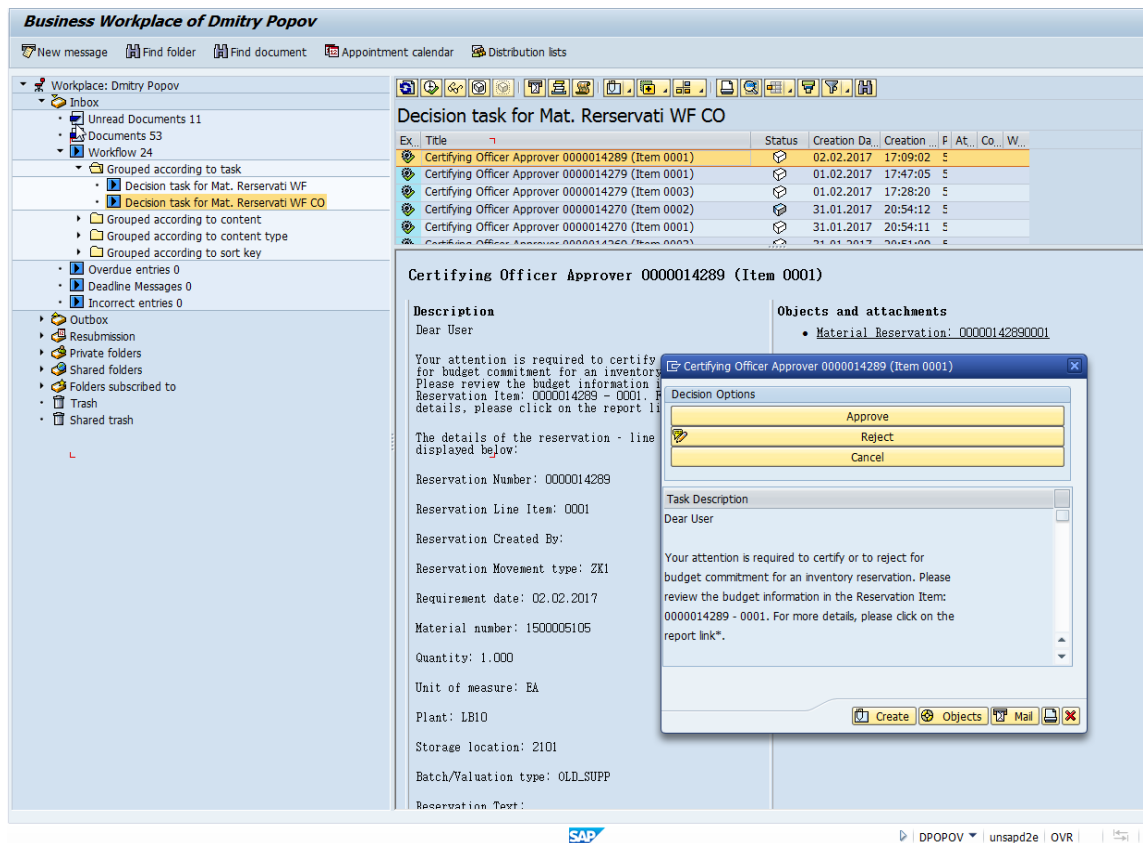 Business Workplace of Dmitry Popov
New message Find folder Find document Appointment calendar Distribution lists
Workplace: Dmitry Popov
Inbox
Unread Documents 11
Documents 53
Workflow 24
Grouped according to task
Decision task for Mat. Rerservati WF
Decision task for Mat. Rerservati WF CO
Grouped according to content
Grouped according to content type
Grouped according to sort key
Overdue entries 0
Deadline Messages 0
Incorrect entries 0
Outbox
Resubmission
Private folders
Shared folders
Folders subscribed to
Trash
Shared trash
Decision task for Mat. Rerservati WF CO
Ex... Title Status Creation Da... Creation ... P At... Co... W...
Certifying Officer Approver 0000014289 (Item 0001) 02.02.2017 17:09:02 5
Certifying Officer Approver 0000014279 (Item 0001) 01.02.2017 17:47:05 5
Certifying Officer Approver 0000014279 (Item 0003) 01.02.2017 17:28:20 5
Certifying Officer Approver 0000014270 (Item 0002) 31.01.2017 20:54:12 5
Certifying Officer Approver 0000014270 (Item 0001) 31.01.2017 20:54:11 5
Certifying Officer Approver 0000014289 (Item 0001)
Description
Dear User
Your attention is required to certify
for budget commitment for an inventory
Please review the budget information
Reservation Item: 0000014289 - 0001.
details, please click on the report
The details of the reservation - line
displayed below:
Reservation Number: 0000014289
Reservation Line Item: 0001
Reservation Created By:
Reservation Movement type: ZK1
Requirement date: 02.02.2017
Material number: 1500005105
Quantity: 1.000
Unit of measure: EA
Plant: LB10
Storage location: 2101
Batch/Valuation type: OLD_SUPP
Reservation Text:
Objects and attachments
Material Reservation: 00000142890001
Certifying Officer Approver 0000014289 (Item 0001)
Decision Options
Approve
Reject
Cancel
Task Description
Dear User
Your attention is required to certify or to reject for
budget commitment for an inventory reservation. Please
review the budget information in the Reservation Item:
0000014289 - 0001. For more details, please click on the
report link*.
Create Objects Mail
SAP DPOPOV unsapd2e OVR